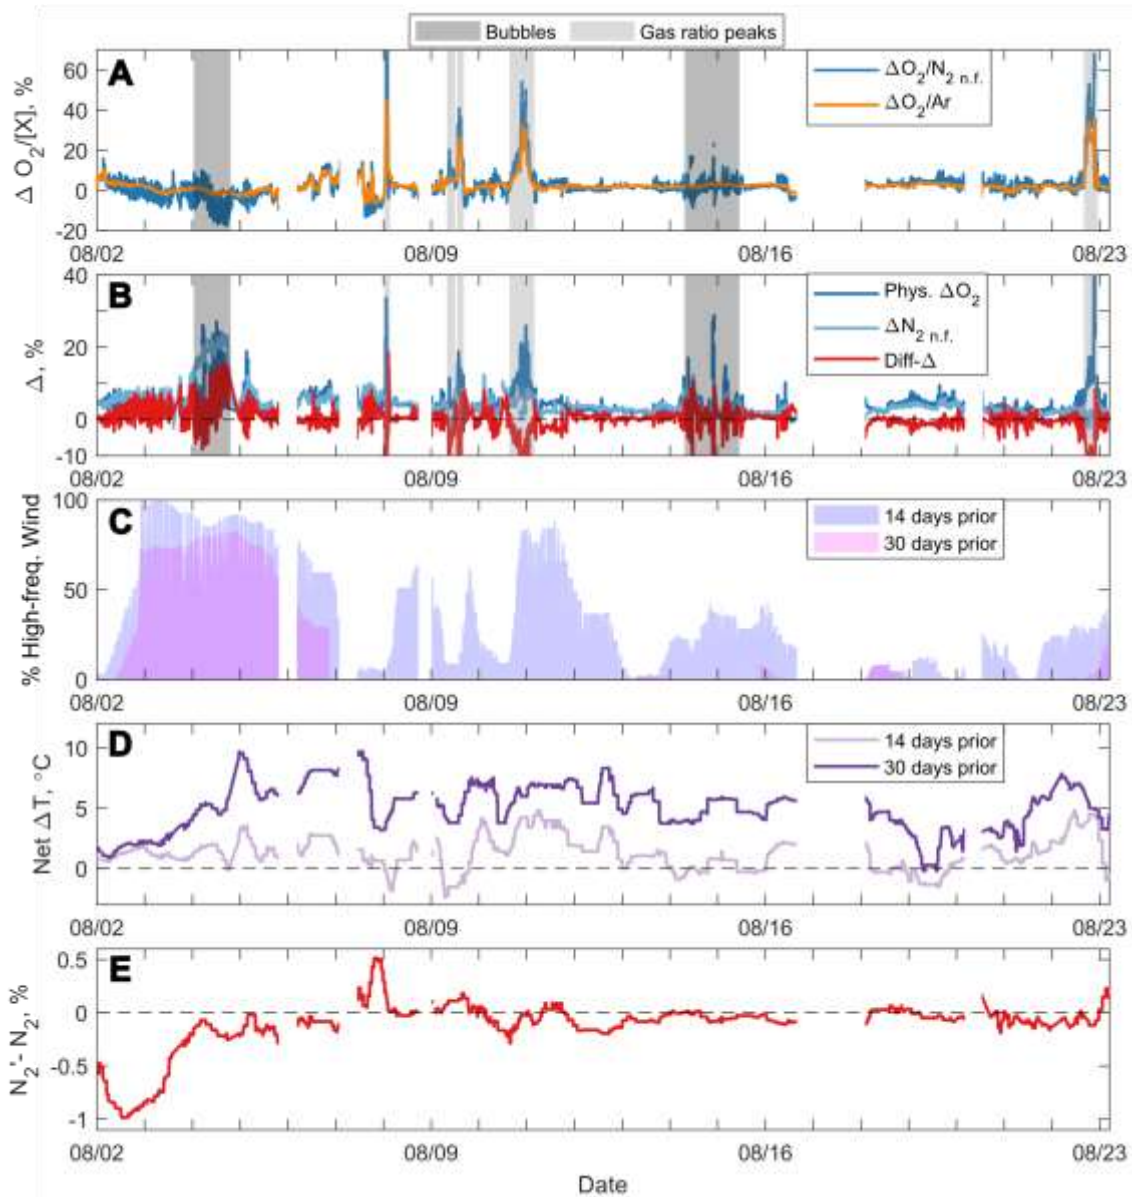 Bubbles Gas ratio peaks
A
Δ O₂/[X], %
60
40
20
0
-20
ΔO₂/N₂ n.f.
ΔO₂/Ar
08/02 08/09 08/16 08/23
B
Δ, %
40
20
0
-10
Phys. ΔO₂
ΔN₂ n.f.
Diff-Δ
08/02 08/09 08/16 08/23
C
% High-freq. Wind
100
50
0
14 days prior
30 days prior
08/02 08/09 08/16 08/23
D
Net ΔT, °C
10
5
0
14 days prior
30 days prior
08/02 08/09 08/16 08/23
E
N₂'- N₂, %
0.5
0
-0.5
-1
08/02 08/09 08/16 08/23
Date